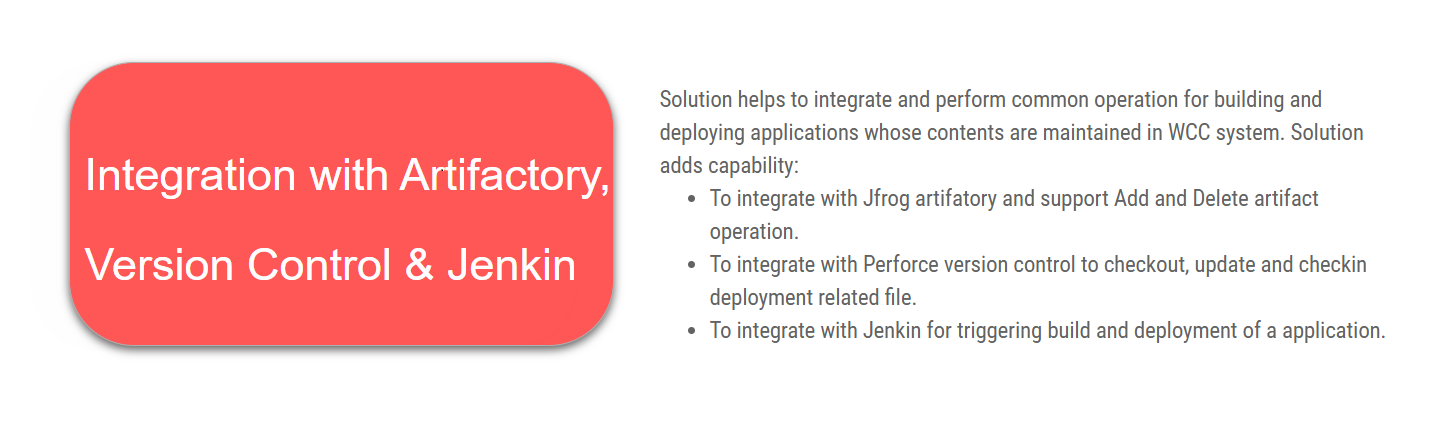 Integration with Artifactory,
Version Control & Jenkin
Solution helps to integrate and perform common operation for building and
deploying applications whose contents are maintained in WCC system. Solution
adds capability:
• To integrate with Jfrog artifatory and support Add and Delete artifact
operation.
• To integrate with Perforce version control to checkout, update and checkin
deployment related file.
• To integrate with Jenkin for triggering build and deployment of a application.